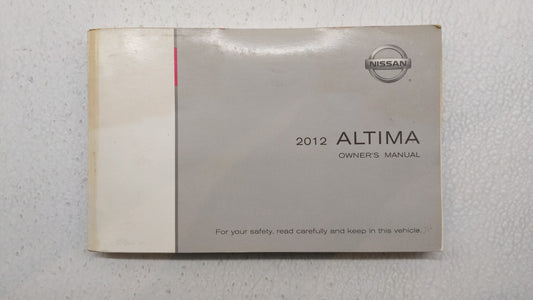 NISSAN
2012 ALTIMA
OWNER'S MANUAL
For your safety, read carefully and keep in this vehicle.